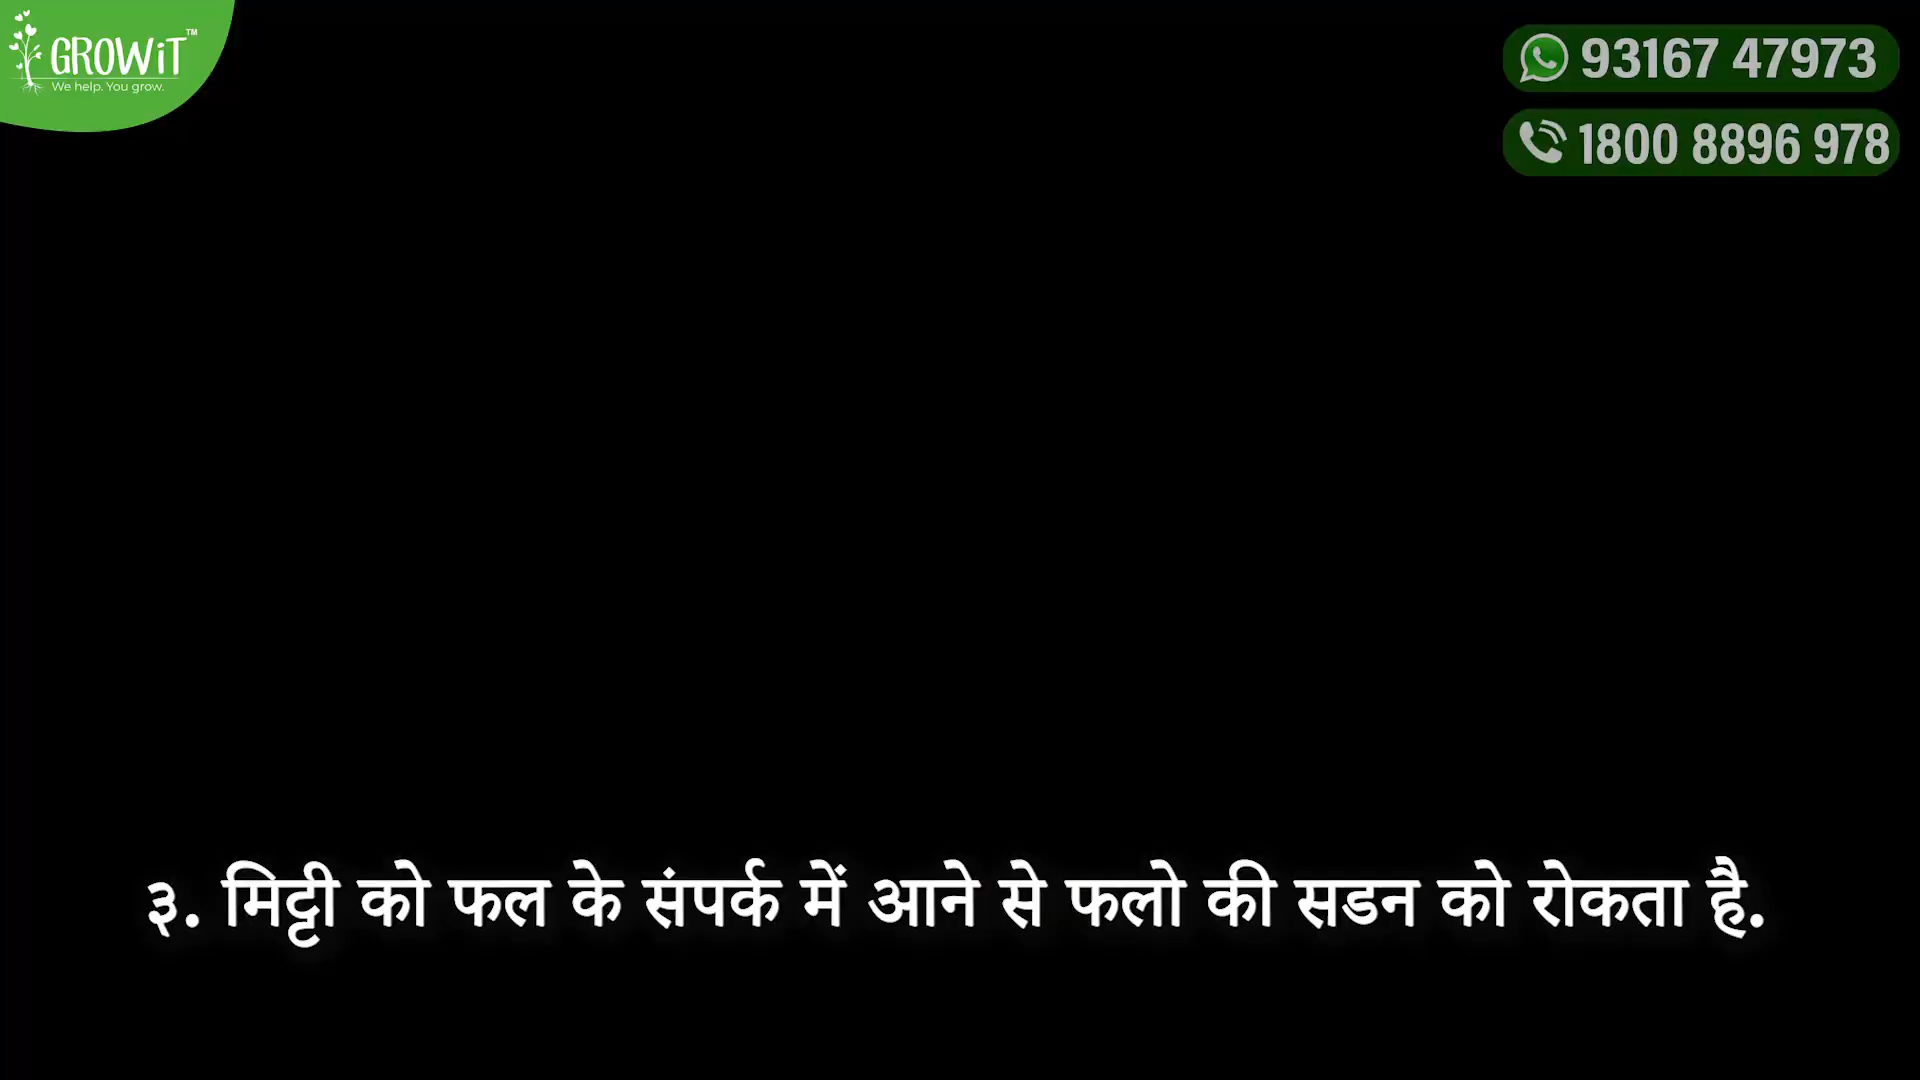 GROWiT™
We help. You grow.
93167 47973
1800 8896 978
३. मिट्टी को फल के संपर्क में आने से फलो की सडन को रोकता है.